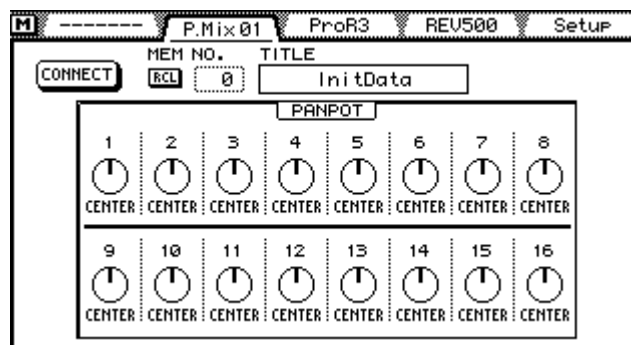 M ------- P.Mix01 ProR3 REV500 Setup
MEM NO. TITLE
CONNECT RCL 0 InitData
PANPOT
1 2 3 4 5 6 7 8
CENTER CENTER CENTER CENTER CENTER CENTER CENTER CENTER
9 10 11 12 13 14 15 16
CENTER CENTER CENTER CENTER CENTER CENTER CENTER CENTER